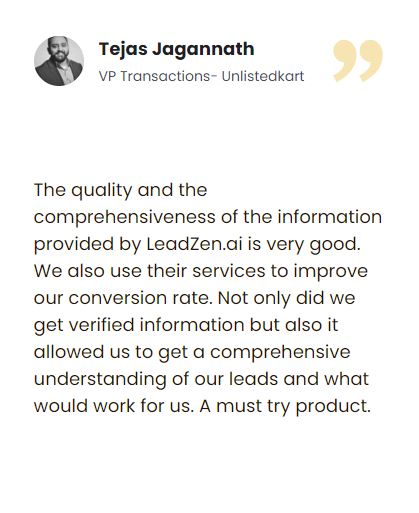 Tejas Jagannath
VP Transactions- Unlistedkart
The quality and the
comprehensiveness of the information
provided by LeadZen.ai is very good.
We also use their services to improve
our conversion rate. Not only did we
get verified information but also it
allowed us to get a comprehensive
understanding of our leads and what
would work for us. A must try product.